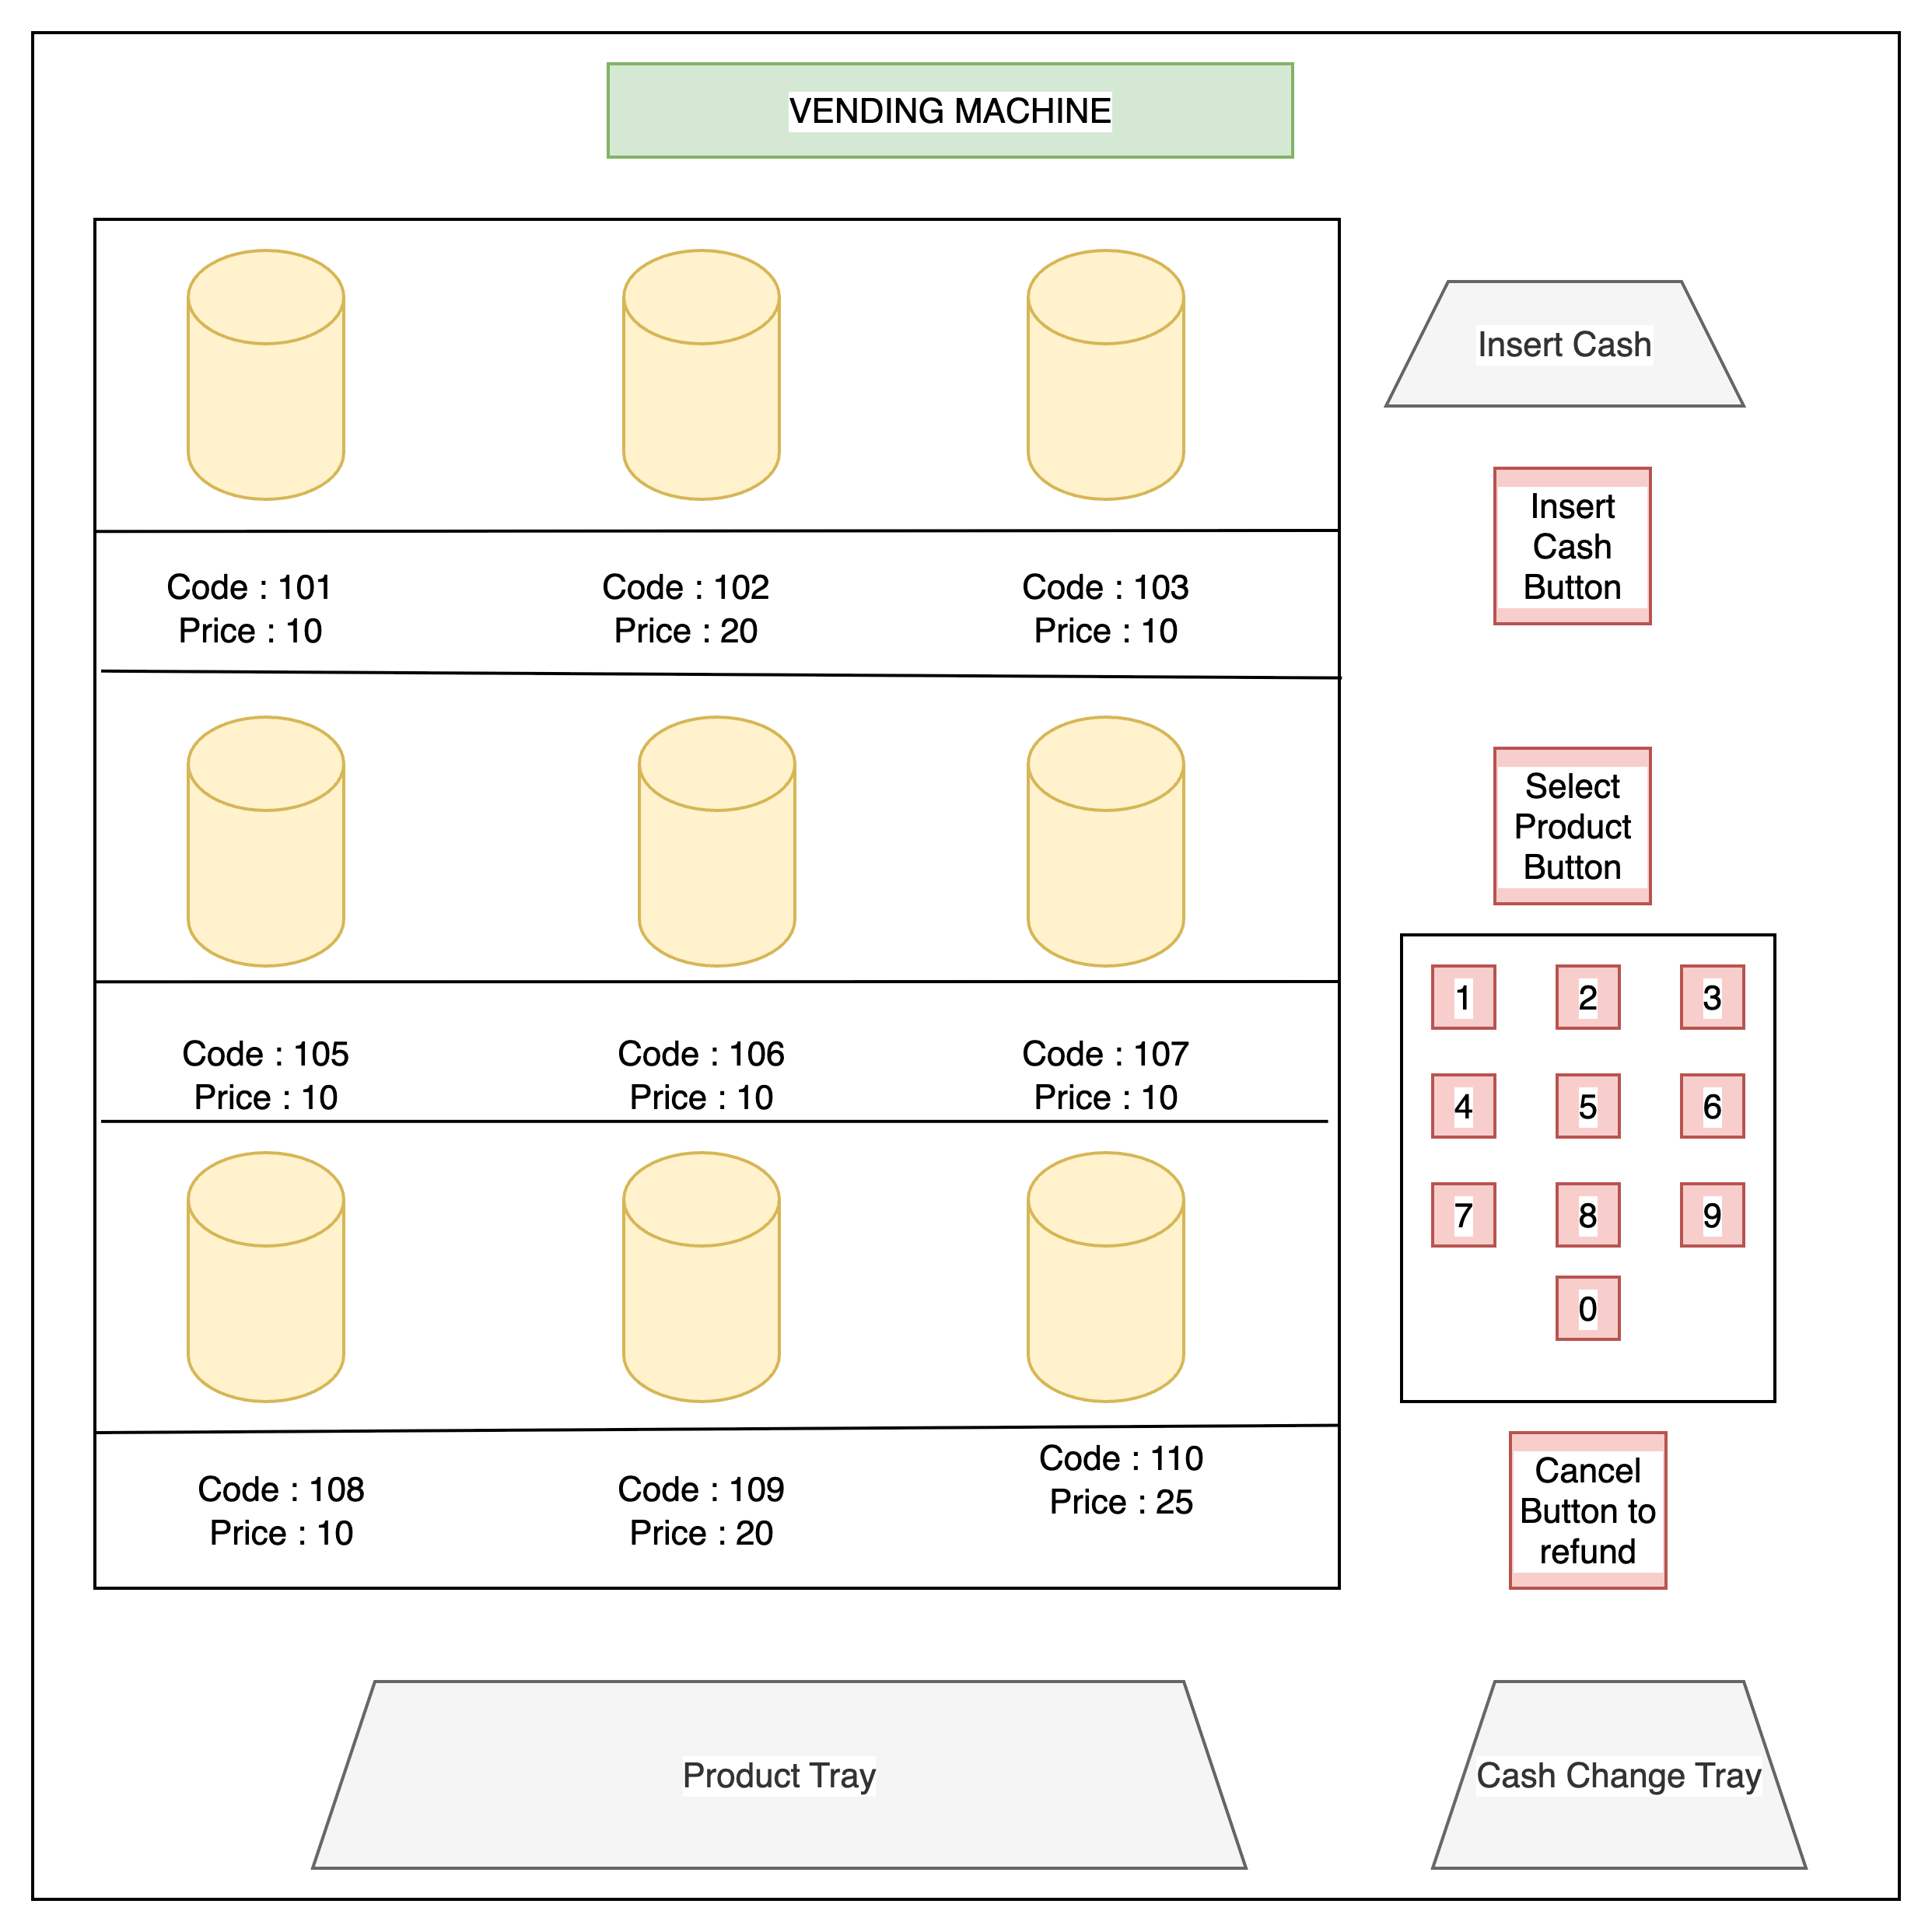 VENDING MACHINE
Insert Cash
Insert
Cash
Button
Code : 101
Price : 10
Code : 102
Price : 20
Code : 103
Price : 10
Select
Product
Button
Code : 105
Price : 10
Code : 106
Price : 10
Code : 107
Price : 10
1 2 3
4 5 6
7 8 9
0
Code : 108
Price : 10
Code : 109
Price : 20
Code : 110
Price : 25
Cancel
Button to
refund
Product Tray
Cash Change Tray